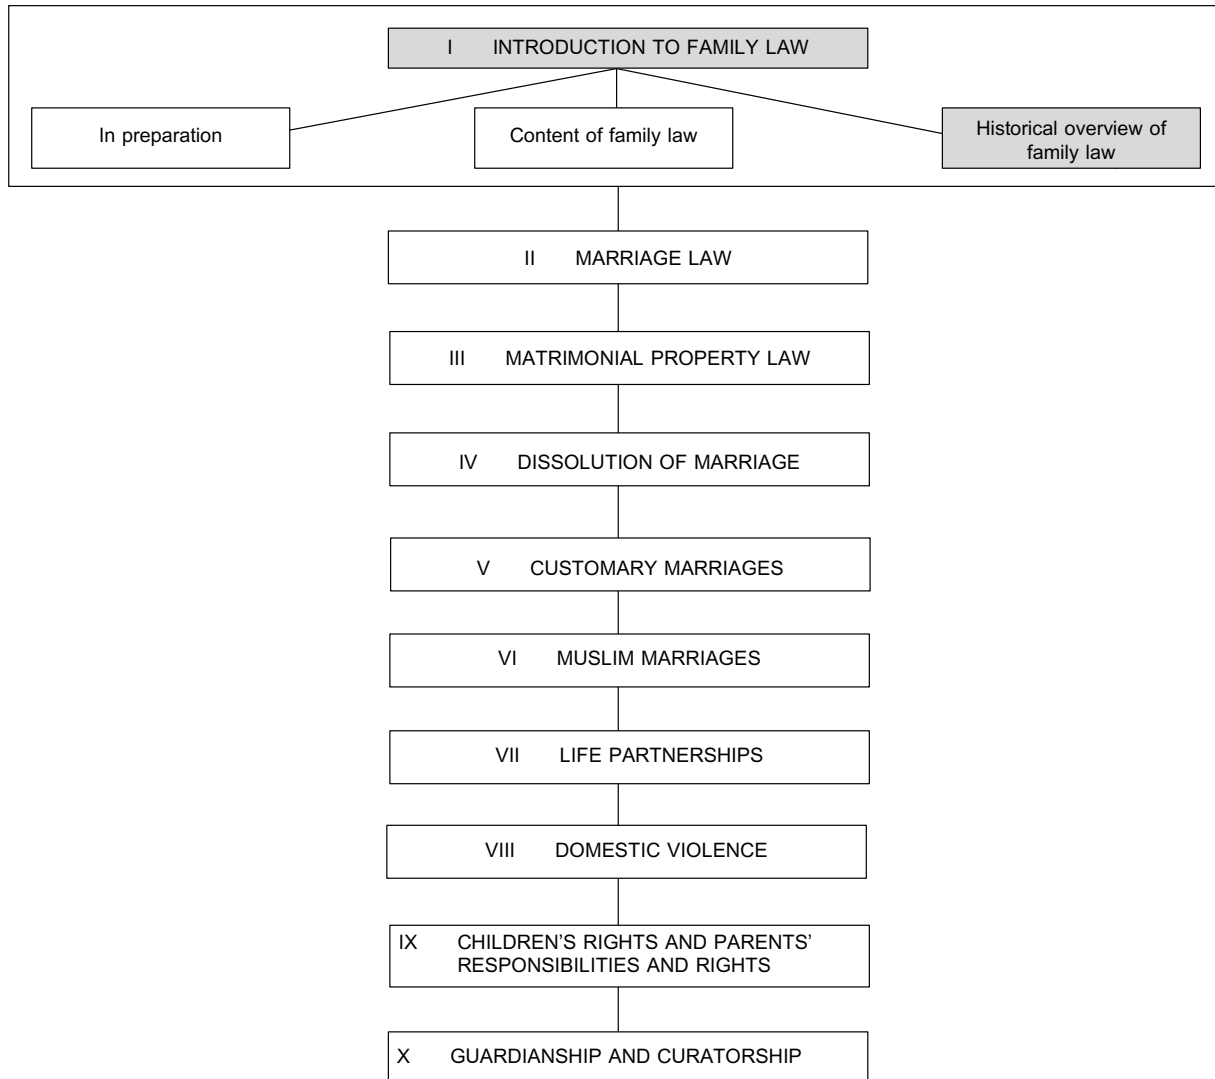 I INTRODUCTION TO FAMILY LAW
In preparation
Content of family law
Historical overview of
family law
II MARRIAGE LAW
III MATRIMONIAL PROPERTY LAW
IV DISSOLUTION OF MARRIAGE
V CUSTOMARY MARRIAGES
VI MUSLIM MARRIAGES
VII LIFE PARTNERSHIPS
VIII DOMESTIC VIOLENCE
IX CHILDREN’S RIGHTS AND PARENTS’
RESPONSIBILITIES AND RIGHTS
X GUARDIANSHIP AND CURATORSHIP